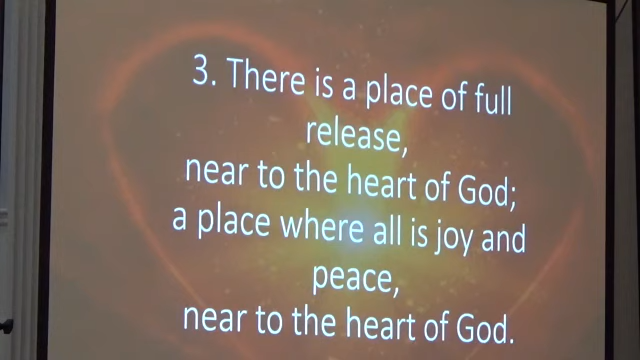 3. There is a place of full
release,
near to the heart of God;
a place where all is joy and
peace,
near to the heart of God.